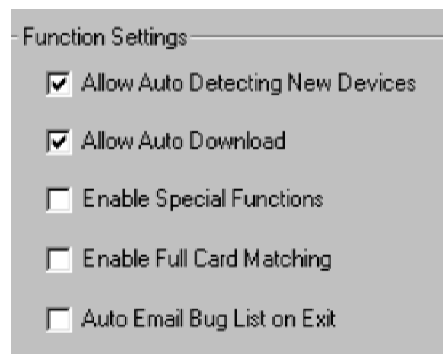 Function Settings
Allow Auto Detecting New Devices
Allow Auto Download
Enable Special Functions
Enable Full Card Matching
Auto Email Bug List on Exit